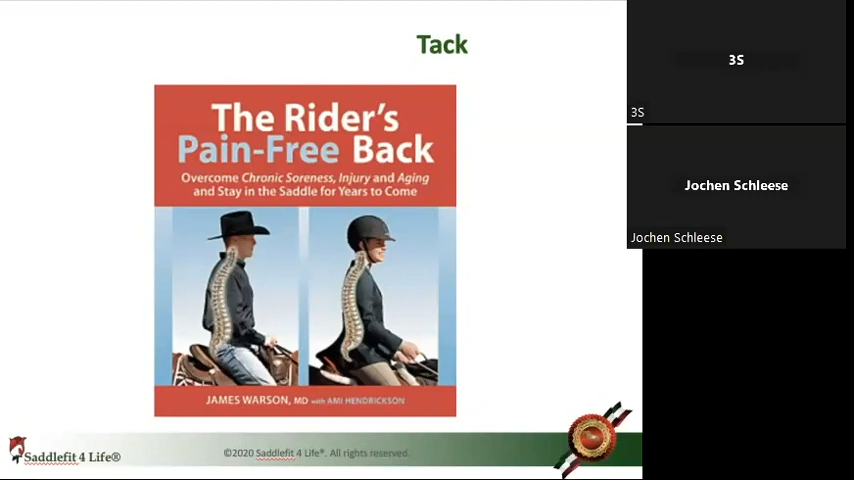 Tack
The Rider's
Pain-Free Back
Overcome Chronic Soreness, Injury and Aging
and Stay in the Saddle for Years to Come
JAMES WARSON, MD with AMI HENDRICKSON
Saddlefit 4 Life®
©2020 Saddlefit 4 Life®. All rights reserved.
3S
3S
Jochen Schleese
Jochen Schleese